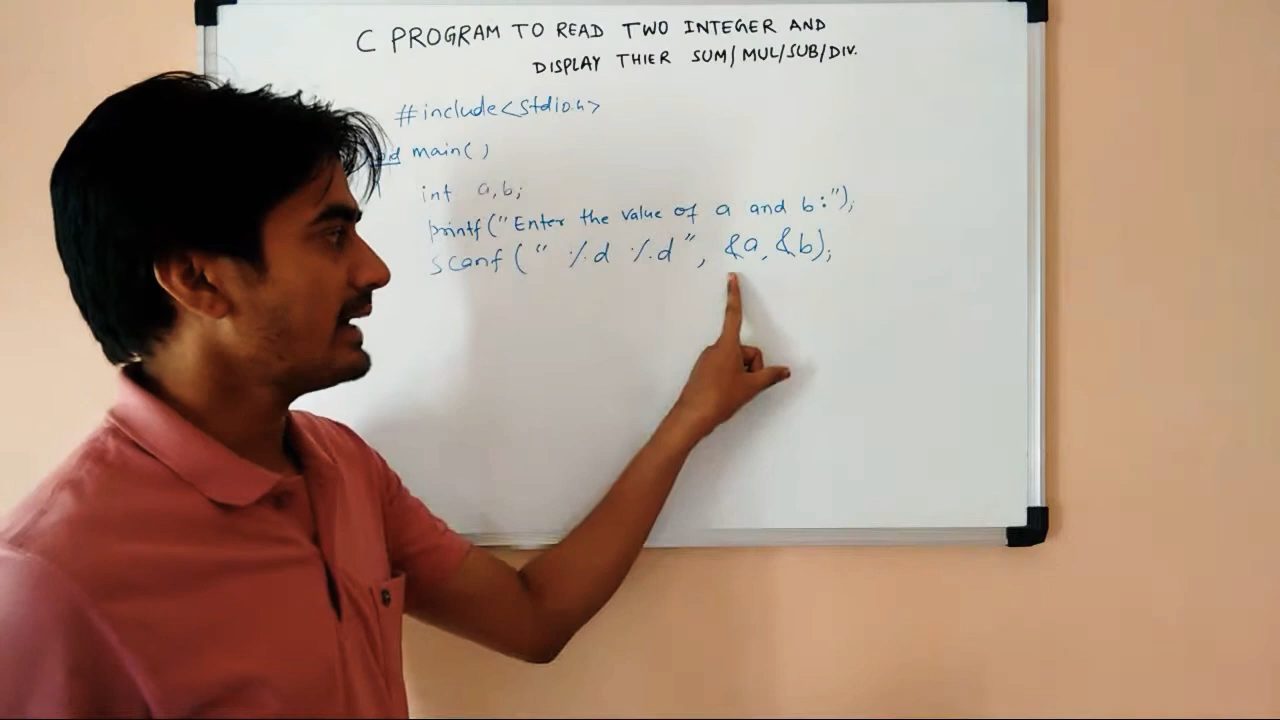 C PROGRAM TO READ TWO INTEGER AND
DISPLAY THIER SUM/MUL/SUB/DIV.
#include<stdio.h>
main()
int a,b;
printf("Enter the value of a and b:");
scanf(" %d %d ", &a, &b);